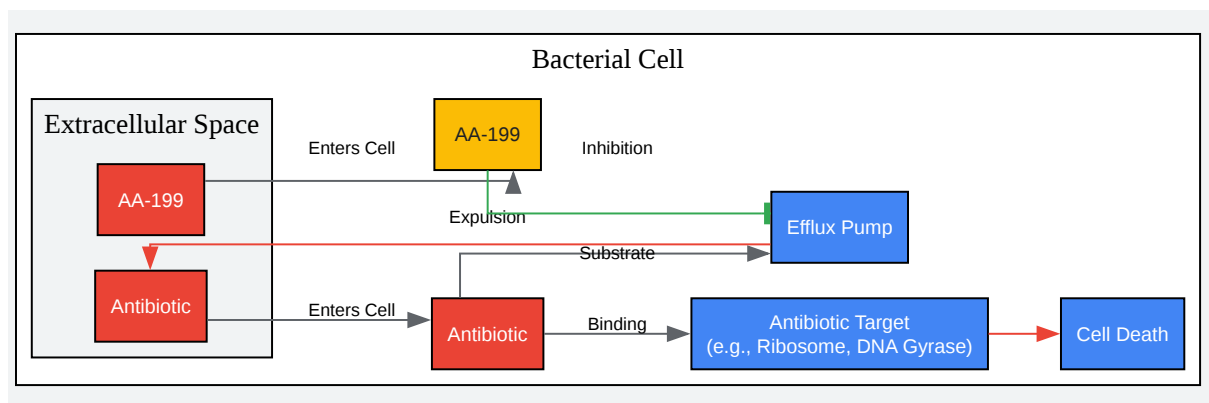 Bacterial Cell
Extracellular Space
AA-199
Inhibition
Enters Cell
AA-199
Expulsion
Efflux Pump
Substrate
Antibiotic
Enters Cell
Antibiotic
Binding
Antibiotic Target
(e.g., Ribosome, DNA Gyrase)
Cell Death